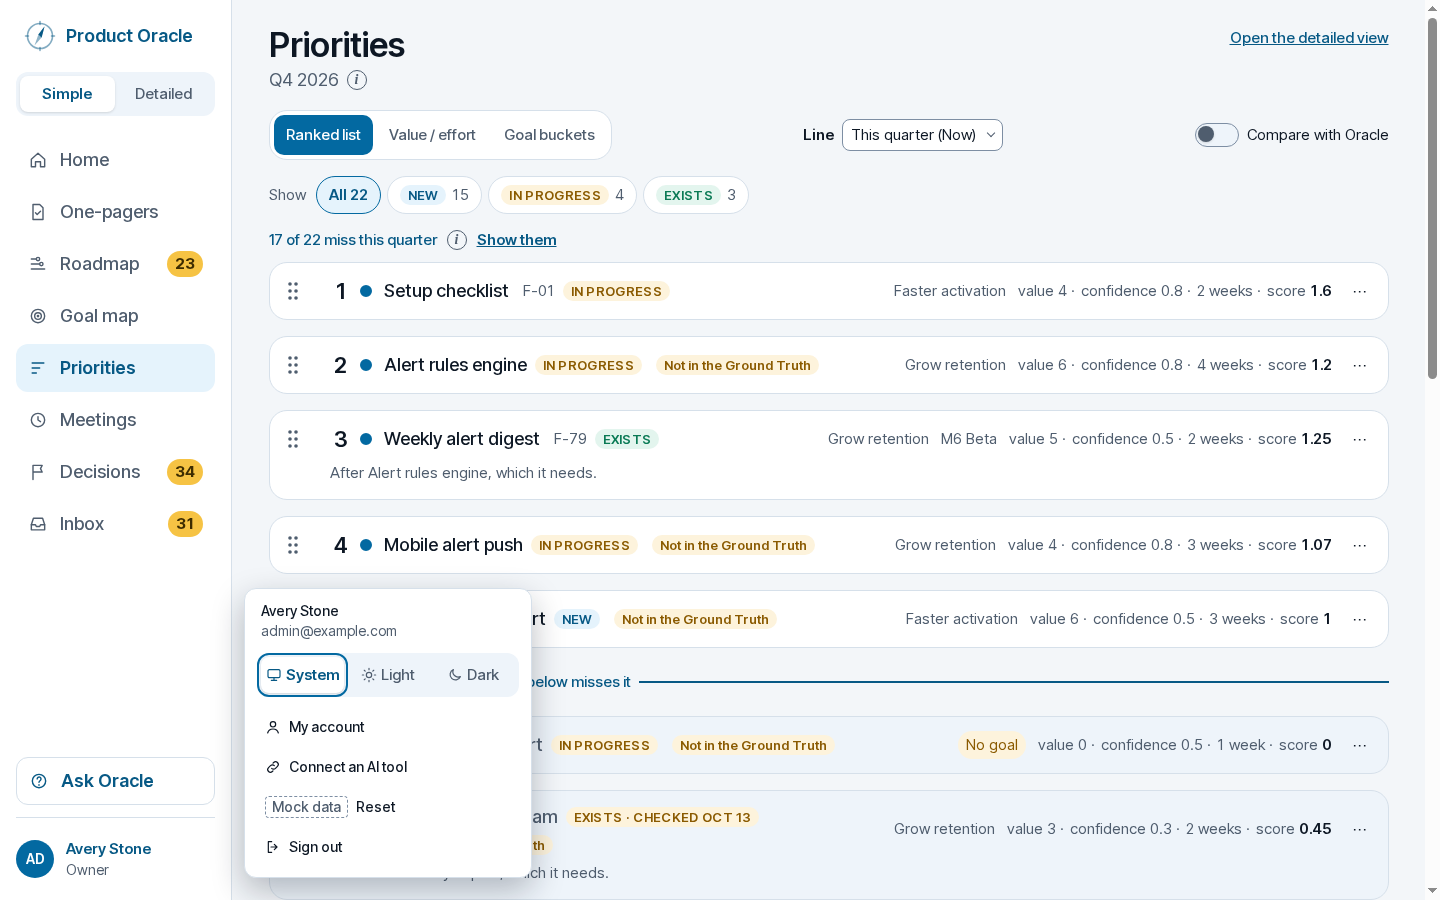 Product Oracle
Simple Detailed
Home
One-pagers
Roadmap 23
Goal map
Priorities
Meetings
Decisions 34
Inbox 31
Ask Oracle
AD Avery Stone
Owner
Priorities
Open the detailed view
Q4 2026 i
Ranked list Value / effort Goal buckets
Line This quarter (Now)
Compare with Oracle
Show All 22 NEW 15 IN PROGRESS 4 EXISTS 3
17 of 22 miss this quarter i Show them
1 Setup checklist F-01 IN PROGRESS Faster activation value 4 · confidence 0.8 · 2 weeks · score 1.6 ...
2 Alert rules engine IN PROGRESS Not in the Ground Truth Grow retention value 6 · confidence 0.8 · 4 weeks · score 1.2 ...
3 Weekly alert digest F-79 EXISTS Grow retention M6 Beta value 5 · confidence 0.5 · 2 weeks · score 1.25 ...
After Alert rules engine, which it needs.
4 Mobile alert push IN PROGRESS Not in the Ground Truth Grow retention value 4 · confidence 0.8 · 3 weeks · score 1.07 ...
rt NEW Not in the Ground Truth Faster activation value 6 · confidence 0.5 · 3 weeks · score 1 ...
below misses it
rt IN PROGRESS Not in the Ground Truth No goal value 0 · confidence 0.5 · 1 week · score 0 ...
am EXISTS · CHECKED OCT 13 Grow retention value 3 · confidence 0.3 · 2 weeks · score 0.45 ...
th
it needs.
Avery Stone
admin@example.com
System Light Dark
My account
Connect an AI tool
Mock data Reset
Sign out